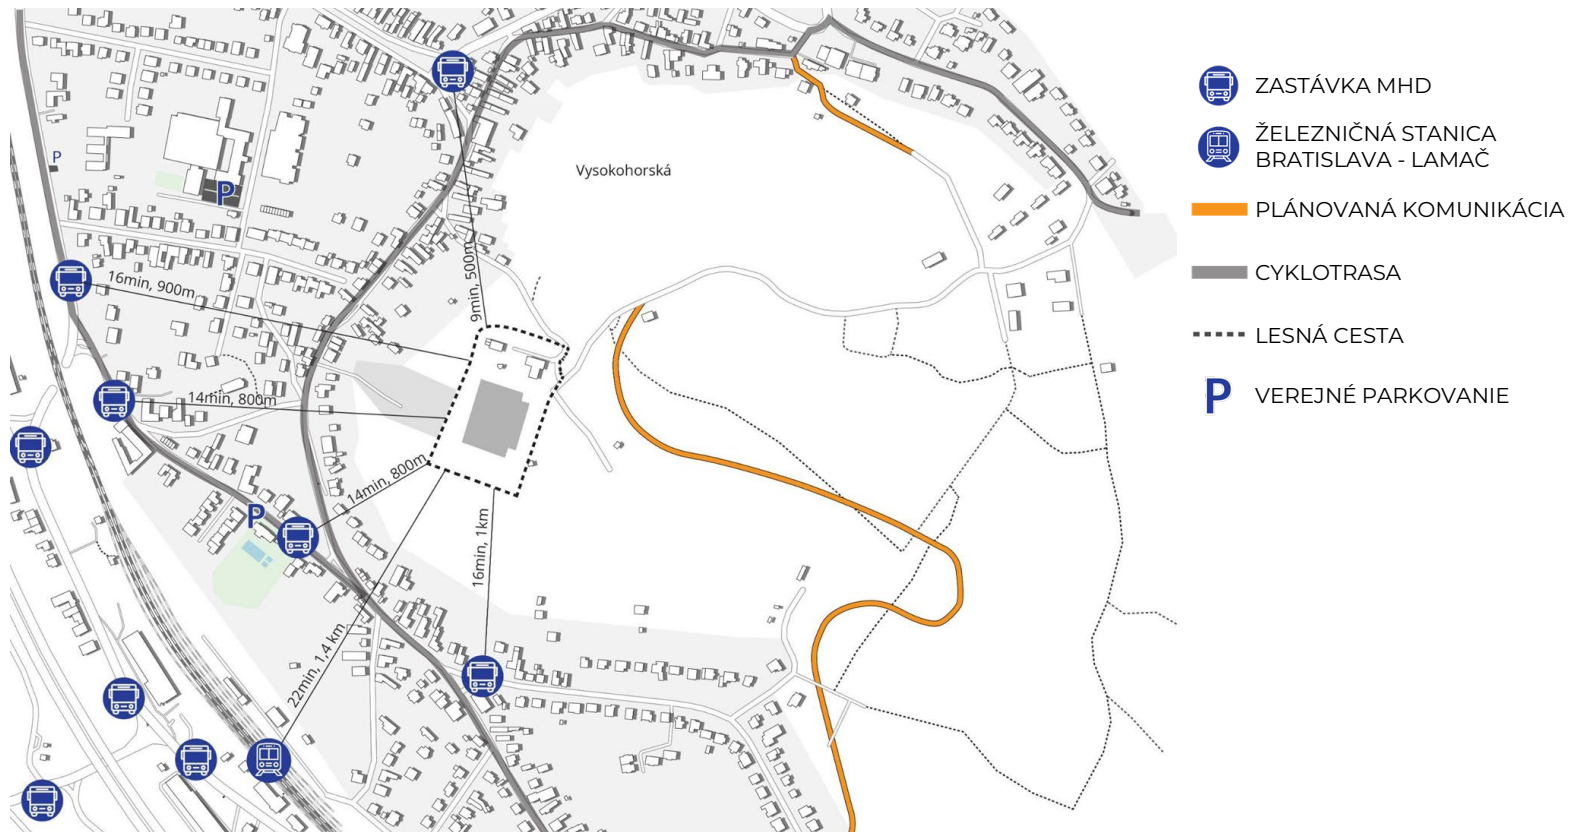 P
P
Vysokohorská
9min, 500m
16min, 900m
14min, 800m
14min, 800m
P
16min, 1km
22min, 1,4 km
ZASTÁVKA MHD
ŽELEZNIČNÁ STANICA
BRATISLAVA - LAMAČ
PLÁNOVANÁ KOMUNIKÁCIA
CYKLOTRASA
LESNÁ CESTA
P VEREJNÉ PARKOVANIE